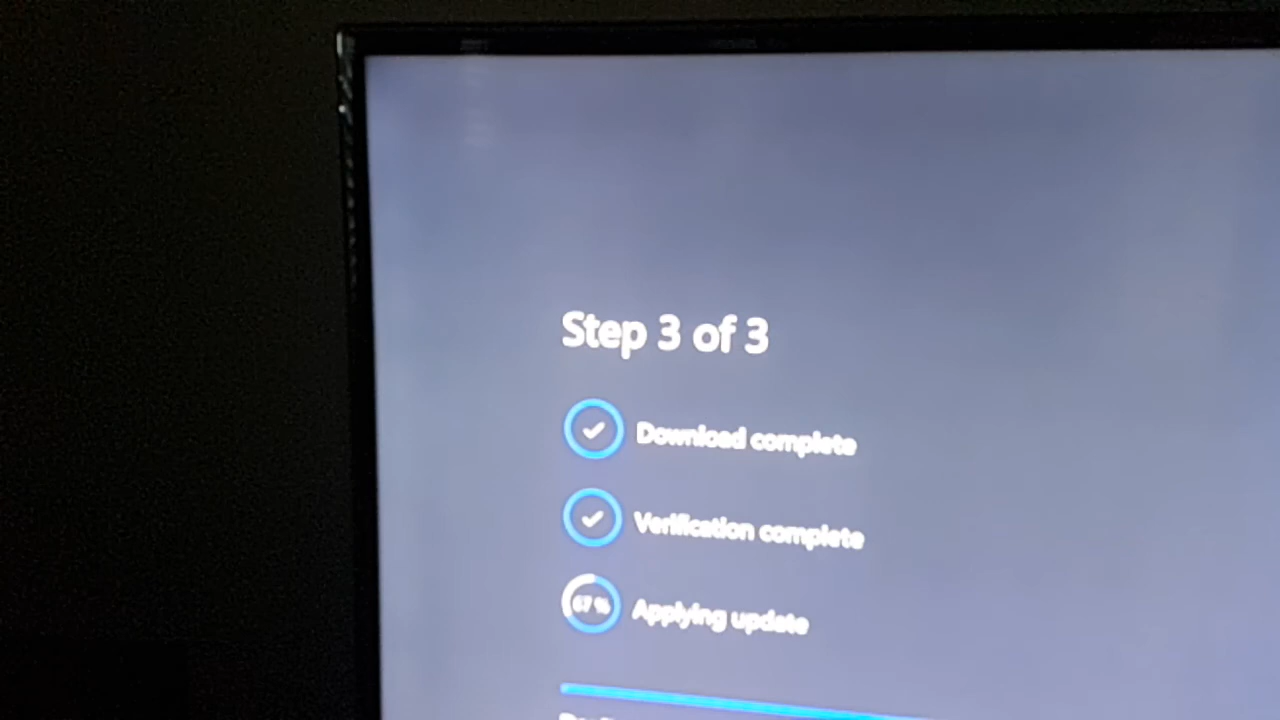 Step 3 of 3
Download complete
Verification complete
67 %
Applying update